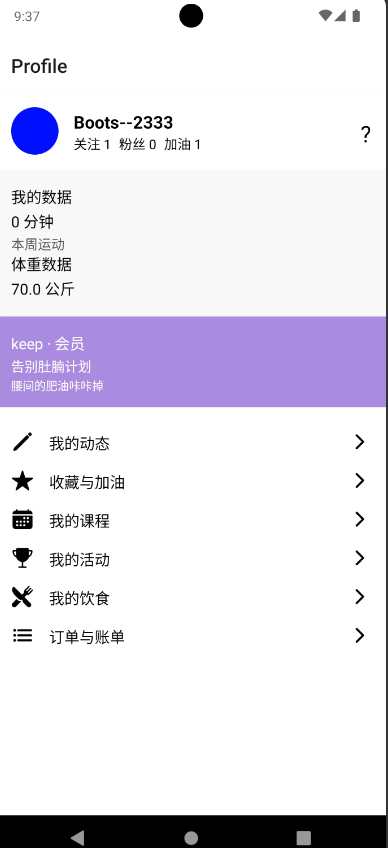 9:37
Profile
Boots--2333
关注 1 粉丝 0 加油 1
?
我的数据
0 分钟
本周运动
体重数据
70.0 公斤
keep · 会员
告别肚腩计划
腰间的肥油咔咔掉
我的动态
收藏与加油
我的课程
我的活动
我的饮食
订单与账单